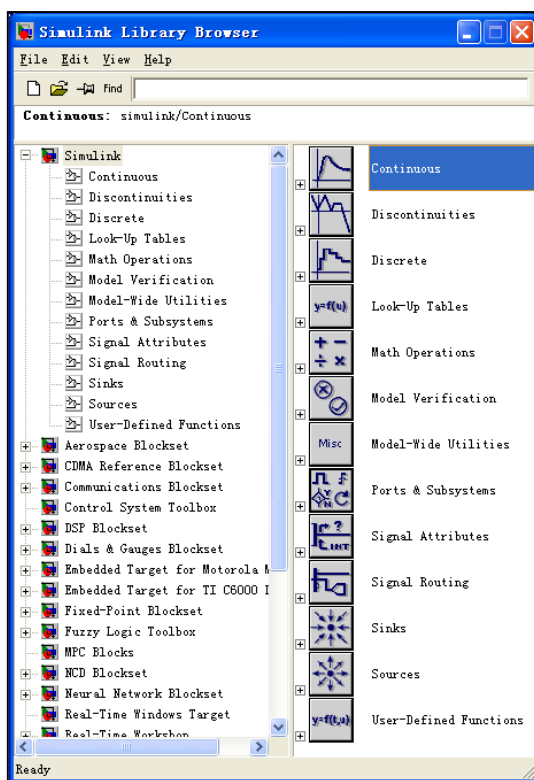 Simulink Library Browser
File Edit View Help
Find
Continuous: simulink/Continuous
Simulink
Continuous
Discontinuities
Discrete
Look-Up Tables
Math Operations
Model Verification
Model-Wide Utilities
Ports & Subsystems
Signal Attributes
Signal Routing
Sinks
Sources
User-Defined Functions
Aerospace Blockset
CDMA Reference Blockset
Communications Blockset
Control System Toolbox
DSP Blockset
Dials & Gauges Blockset
Embedded Target for Motorola M
Embedded Target for TI C6000 I
Fixed-Point Blockset
Fuzzy Logic Toolbox
MPC Blocks
NCD Blockset
Neural Network Blockset
Real-Time Windows Target
Real-Time Workshop
Continuous
Discontinuities
Discrete
y=f(u) Look-Up Tables
+ − ÷ × Math Operations
Model Verification
Misc Model-Wide Utilities
Y N C Ports & Subsystems
? INT Signal Attributes
Signal Routing
Sinks
Sources
y=f(t,u) User-Defined Functions
Ready